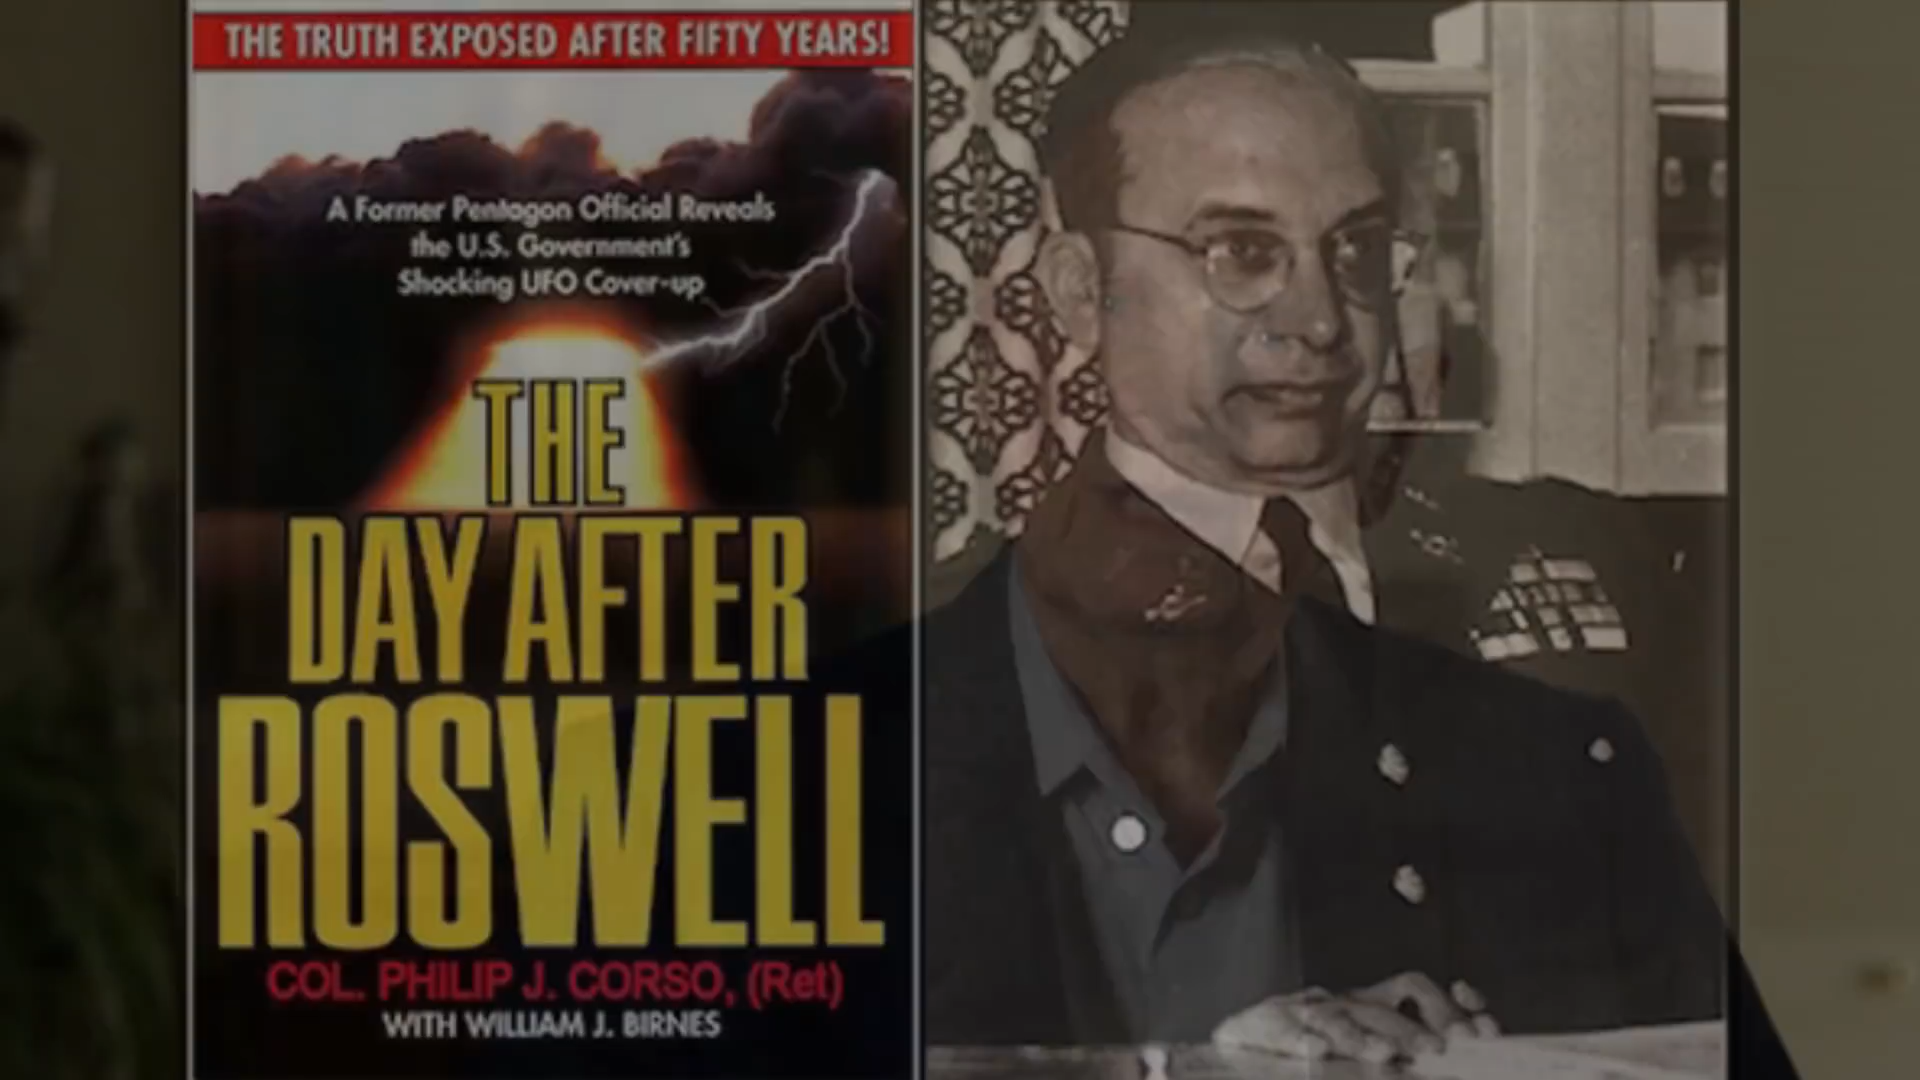 THE TRUTH EXPOSED AFTER FIFTY YEARS!
A Former Pentagon Official Reveals
the U.S. Government's
Shocking UFO Cover-up
THE
DAY AFTER
ROSWELL
COL. PHILIP J. CORSO, (Ret)
WITH WILLIAM J. BIRNES